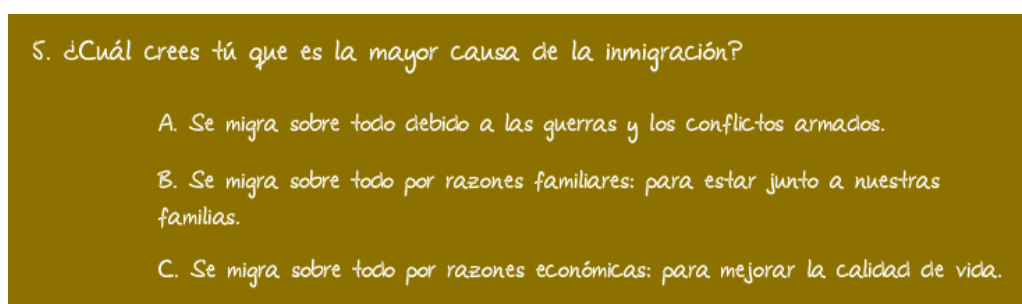 5. ¿Cuál crees tú que es la mayor causa de la inmigración?
A. Se migra sobre todo debido a las guerras y los conflictos armados.
B. Se migra sobre todo por razones familiares: para estar junto a nuestras
familias.
C. Se migra sobre todo por razones económicas: para mejorar la calidad de vida.